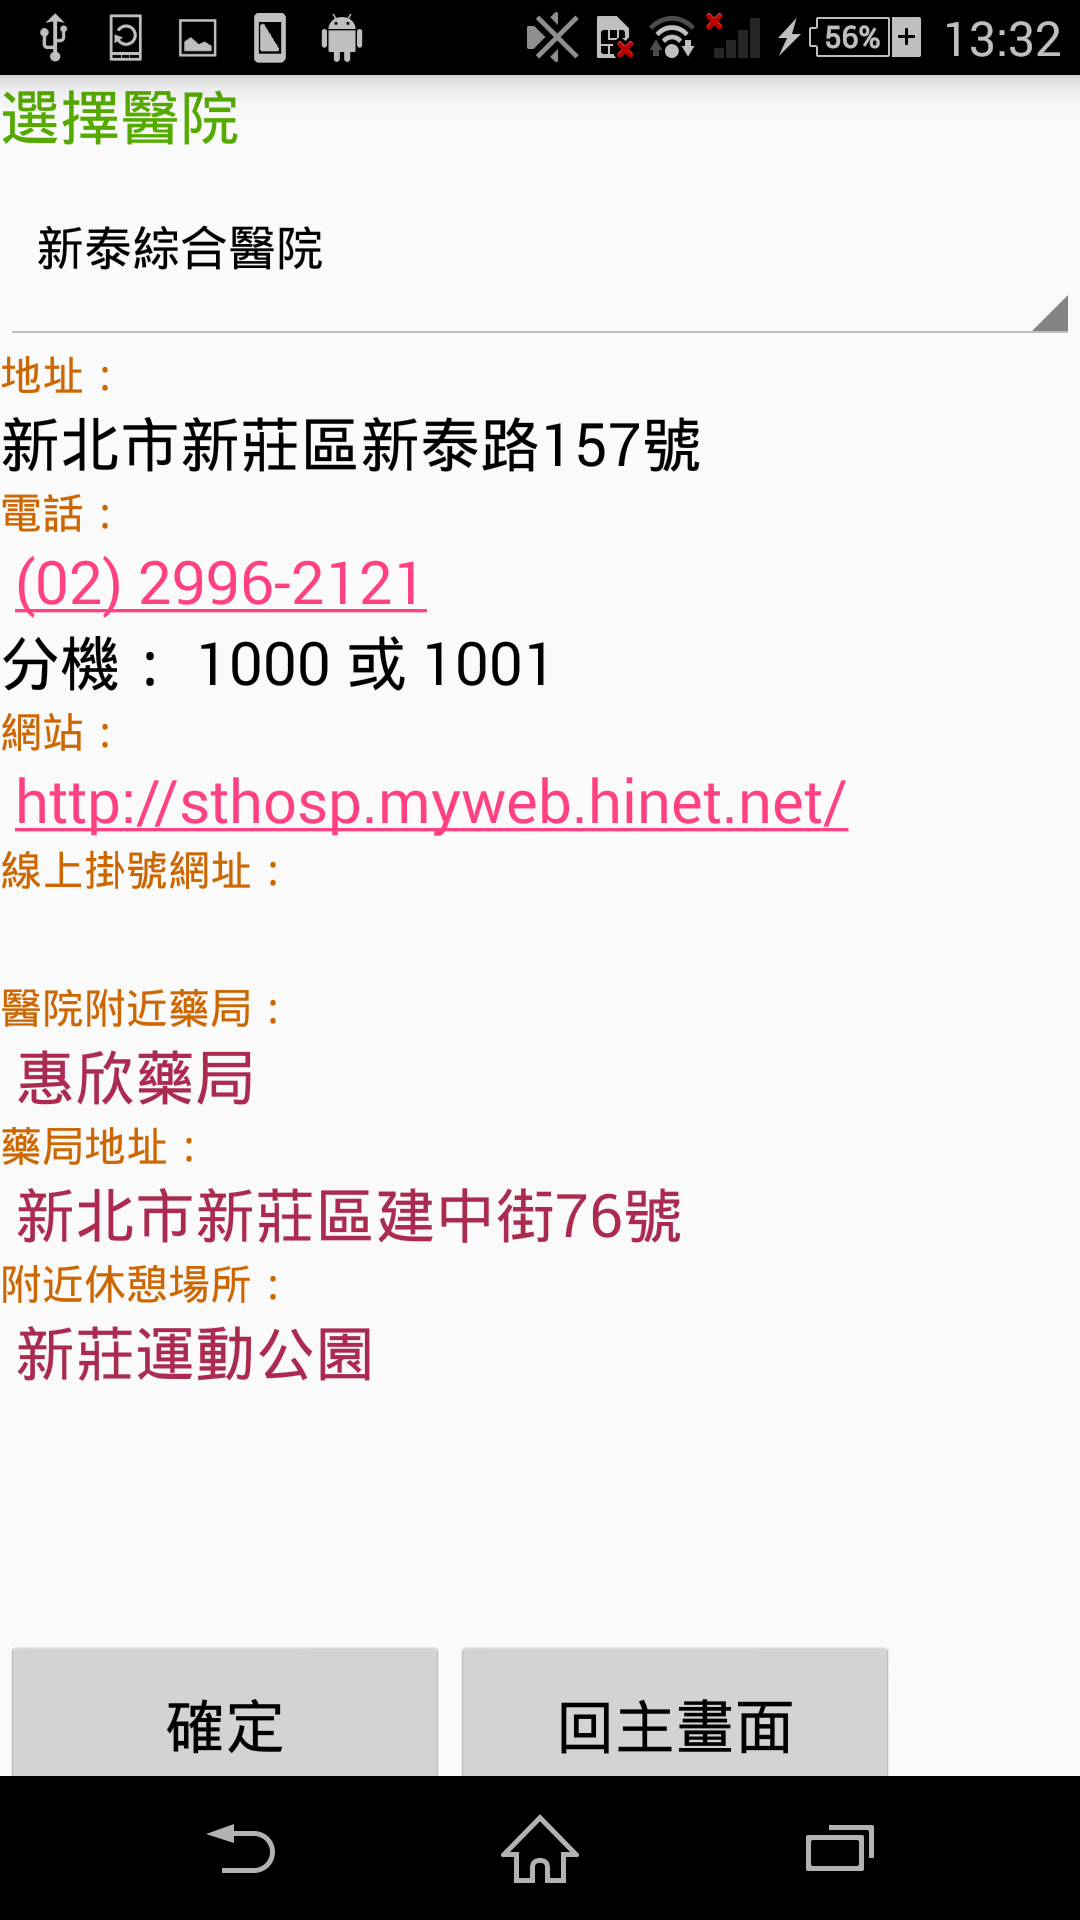 56%
13:32
選擇醫院
新泰綜合醫院
地址：
新北市新莊區新泰路157號
電話：
(02) 2996-2121
分機： 1000 或 1001
網站：
http://sthosp.myweb.hinet.net/
線上掛號網址：
醫院附近藥局：
惠欣藥局
藥局地址：
新北市新莊區建中街76號
附近休憩場所：
新莊運動公園
確定
回主畫面